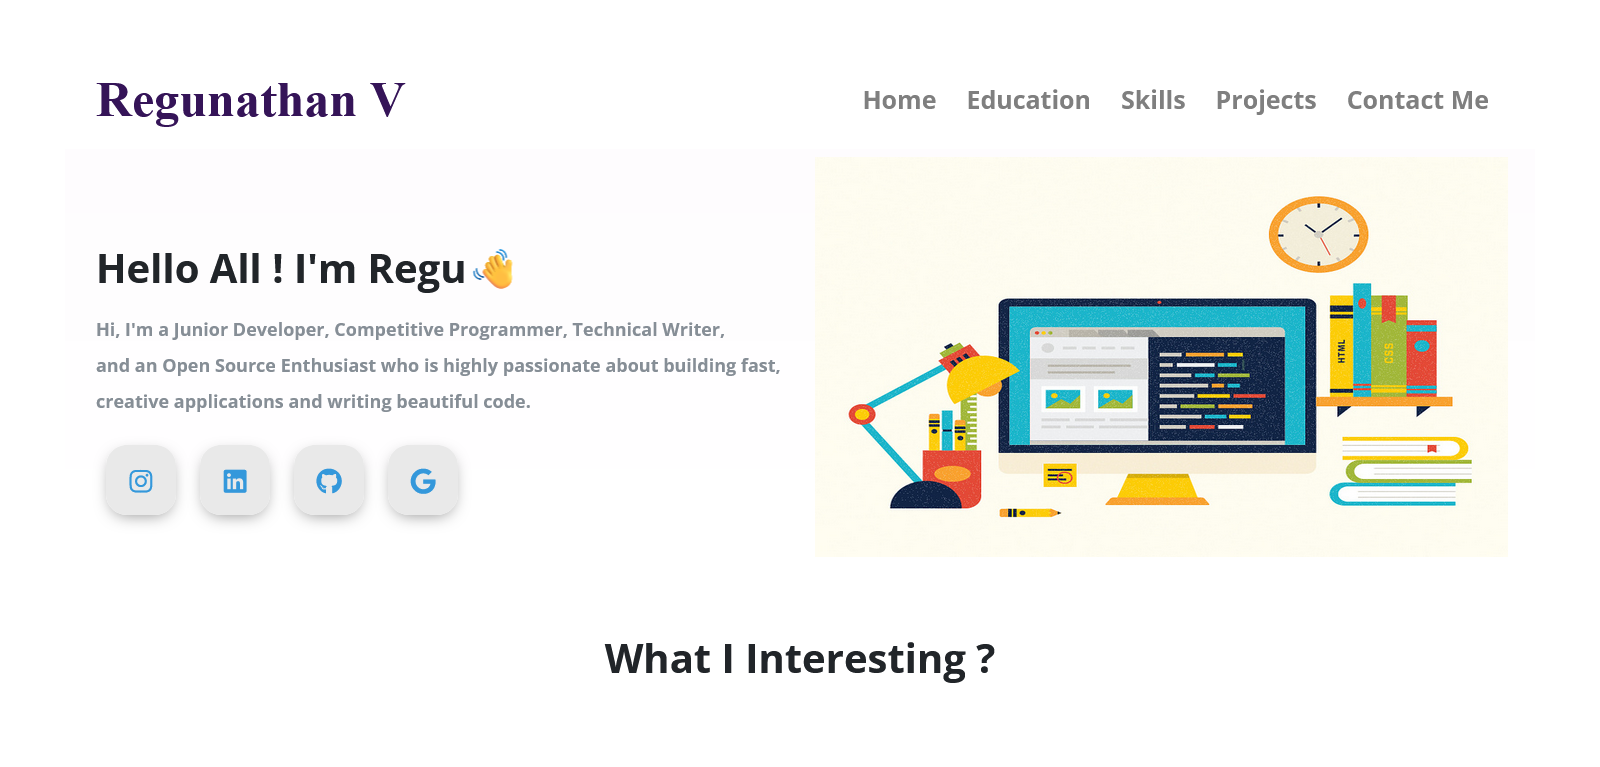 Regunathan V
Home Education Skills Projects Contact Me
Hello All ! I'm Regu
Hi, I'm a Junior Developer, Competitive Programmer, Technical Writer,
and an Open Source Enthusiast who is highly passionate about building fast,
creative applications and writing beautiful code.
HTML
CSS
What I Interesting ?